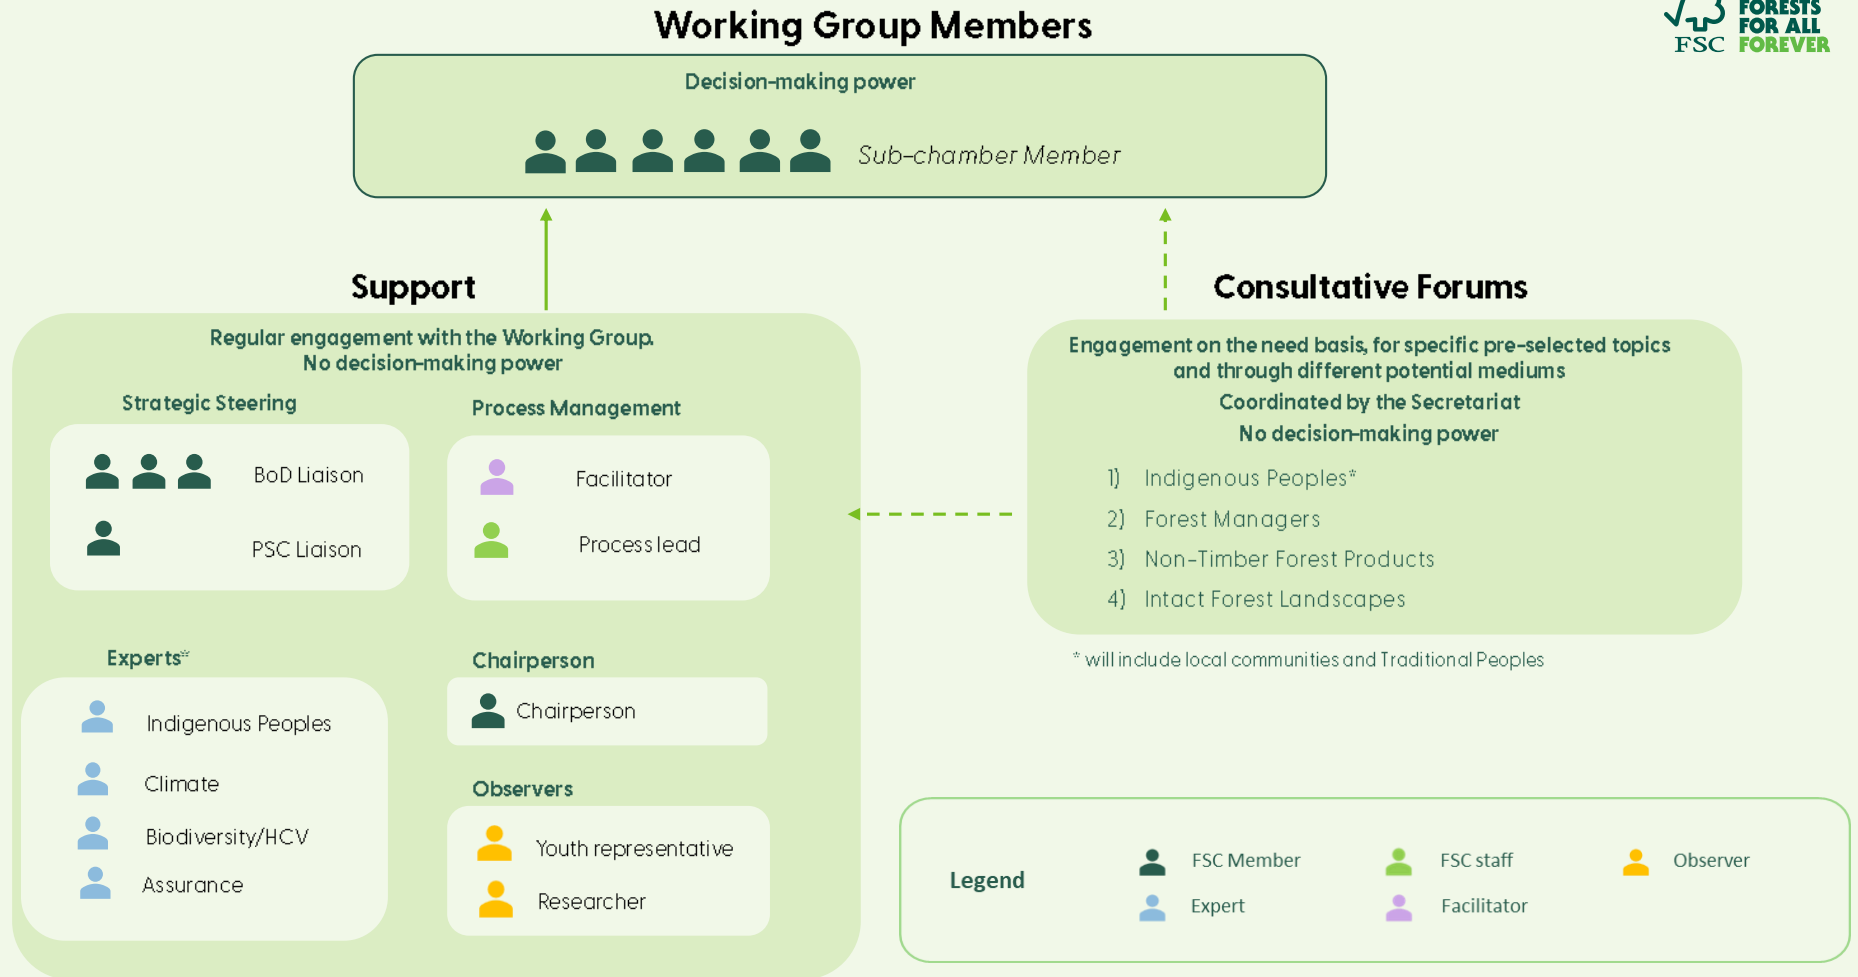 Working Group Members
FORESTS
FOR ALL
FOREVER
FSC
Decision-making power
Sub-chamber Member
Support
Regular engagement with the Working Group.
No decision-making power
Strategic Steering
BoD Liaison
PSC Liaison
Process Management
Facilitator
Process lead
Experts*
Indigenous Peoples
Climate
Biodiversity/HCV
Assurance
Chairperson
Chairperson
Observers
Youth representative
Researcher
Consultative Forums
Engagement on the need basis, for specific pre-selected topics
and through different potential mediums
Coordinated by the Secretariat
No decision-making power
1) Indigenous Peoples*
2) Forest Managers
3) Non-Timber Forest Products
4) Intact Forest Landscapes
* will include local communities and Traditional Peoples
Legend
FSC Member
FSC staff
Observer
Expert
Facilitator